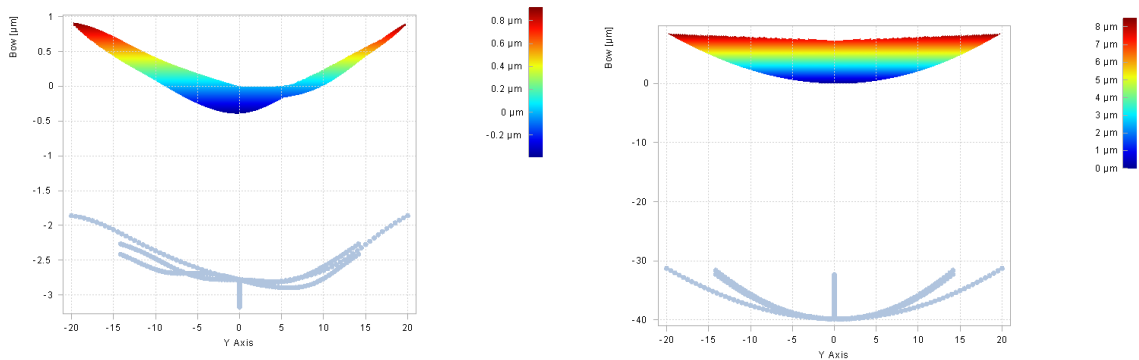 Bow [µm]
1
0.5
0
-0.5
-1
-1.5
-2
-2.5
-3
-20 -15 -10 -5 0 5 10 15 20
Y Axis
0.8 µm
0.6 µm
0.4 µm
0.2 µm
0 µm
-0.2 µm
Bow [µm]
0
-10
-20
-30
-40
-20 -15 -10 -5 0 5 10 15 20
Y Axis
8 µm
7 µm
6 µm
5 µm
4 µm
3 µm
2 µm
1 µm
0 µm